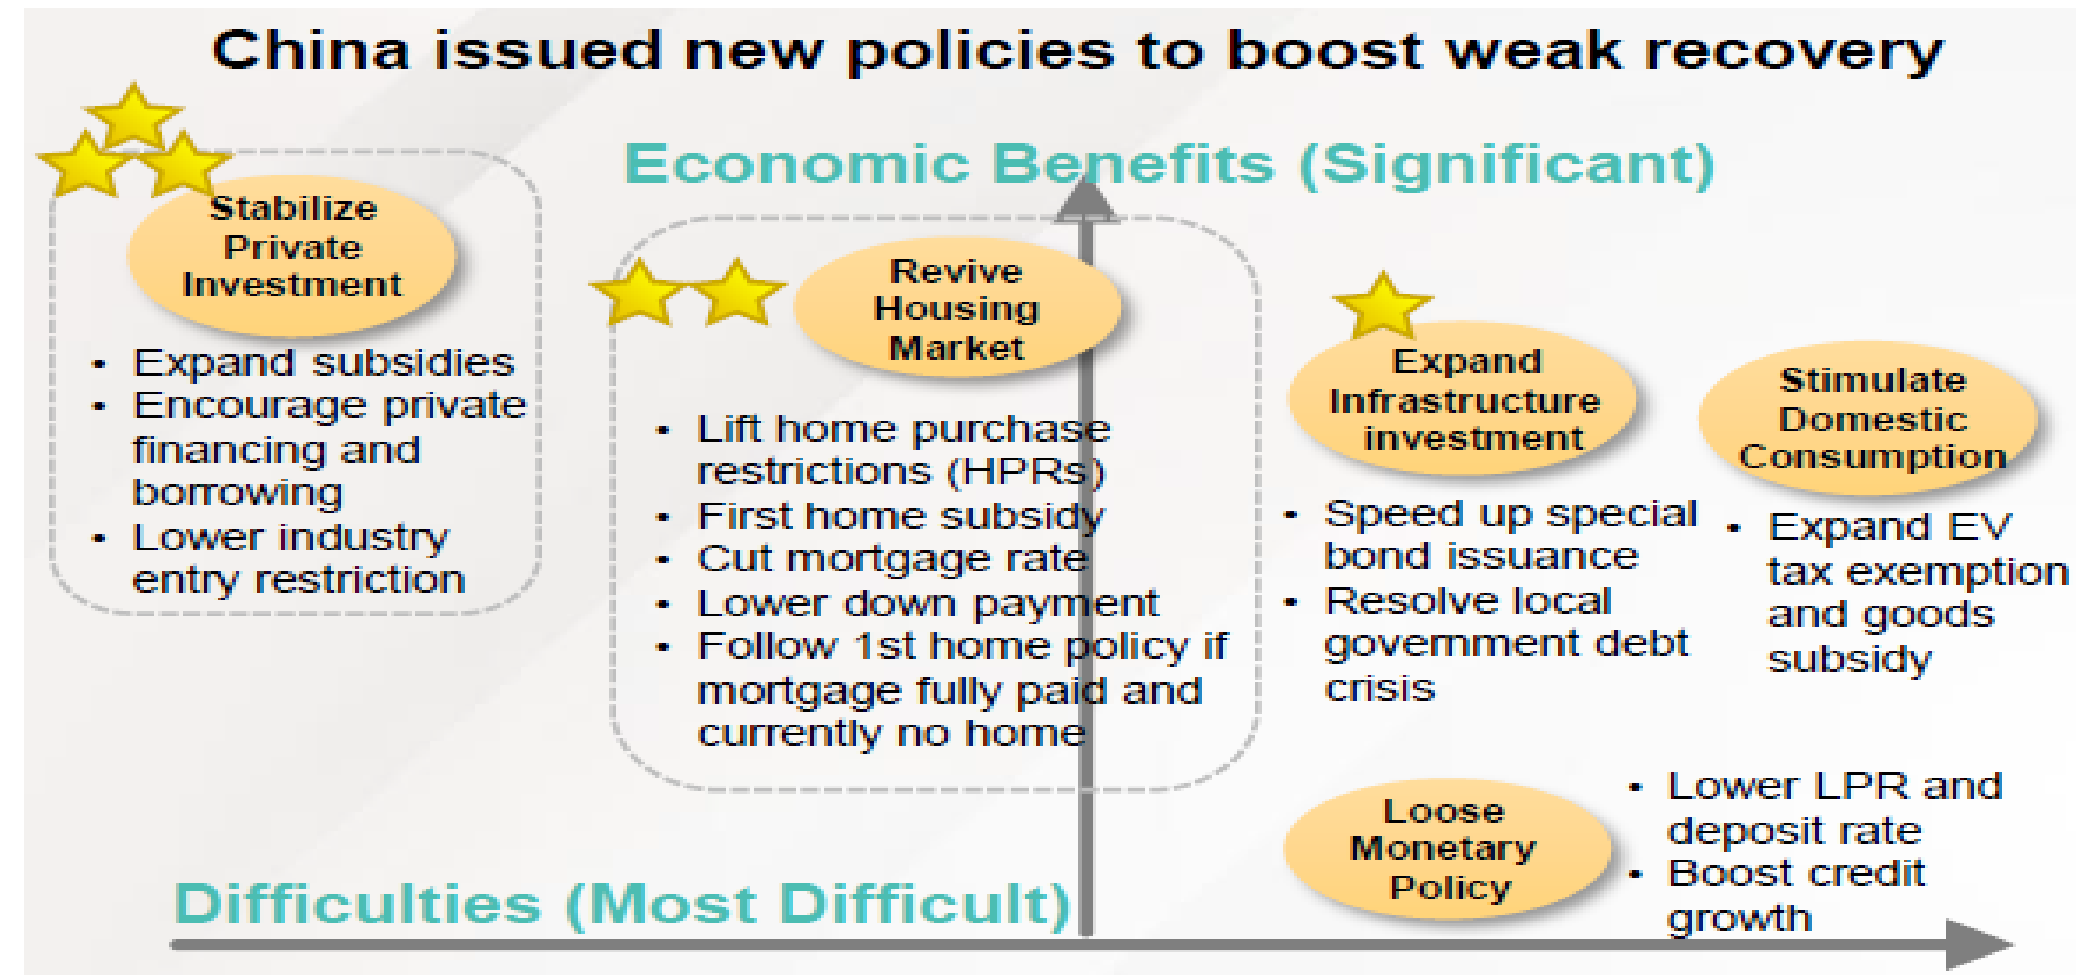 China issued new policies to boost weak recovery
Economic Benefits (Significant)
Stabilize
Private
Investment
• Expand subsidies
• Encourage private
financing and
borrowing
• Lower industry
entry restriction
Revive
Housing
Market
• Lift home purchase
restrictions (HPRs)
• First home subsidy
• Cut mortgage rate
• Lower down payment
• Follow 1st home policy if
mortgage fully paid and
currently no home
Expand
Infrastructure
investment
• Speed up special
bond issuance
• Resolve local
government debt
crisis
Stimulate
Domestic
Consumption
• Expand EV
tax exemption
and goods
subsidy
Loose
Monetary
Policy
• Lower LPR and
deposit rate
• Boost credit
growth
Difficulties (Most Difficult)